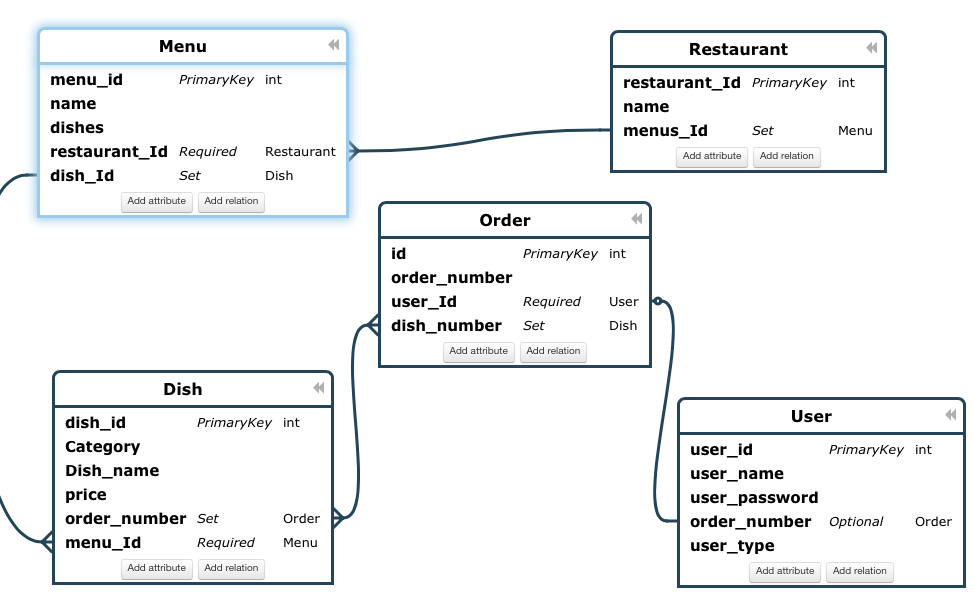 Menu
menu_id PrimaryKey int
name
dishes
restaurant_Id Required Restaurant
dish_Id Set Dish
Add attribute Add relation
Restaurant
restaurant_Id PrimaryKey int
name
menus_Id Set Menu
Add attribute Add relation
Order
id PrimaryKey int
order_number
user_Id Required User
dish_number Set Dish
Add attribute Add relation
Dish
dish_id PrimaryKey int
Category
Dish_name
price
order_number Set Order
menu_Id Required Menu
Add attribute Add relation
User
user_id PrimaryKey int
user_name
user_password
order_number Optional Order
user_type
Add attribute Add relation